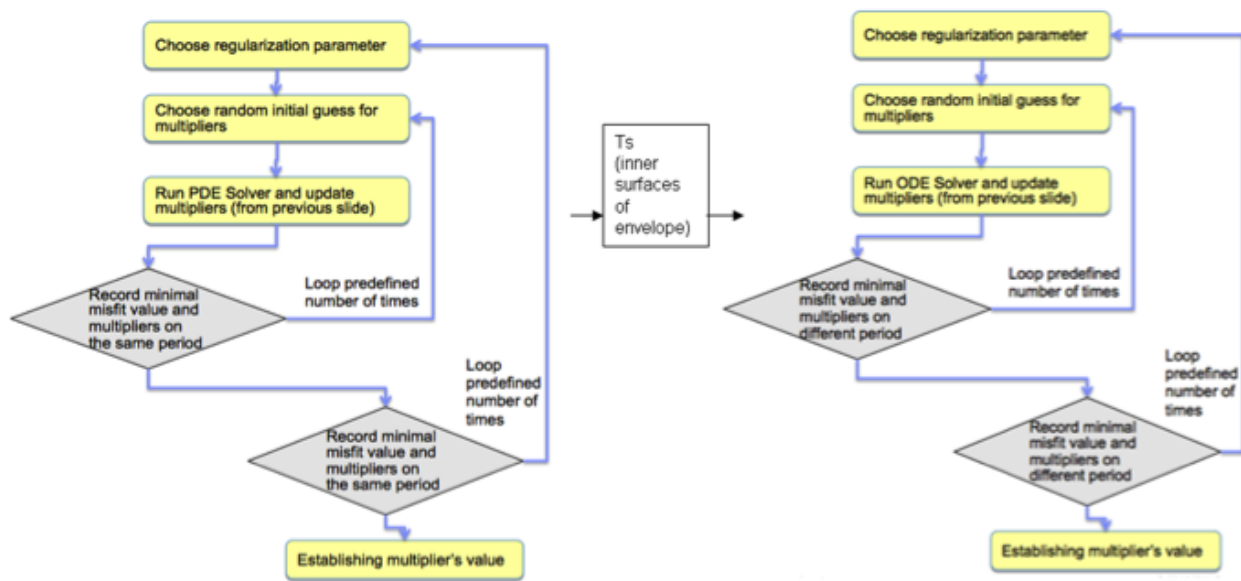 Choose regularization parameter
Choose random initial guess for
multipliers
Run PDE Solver and update
multipliers (from previous slide)
Loop predefined
number of times
Record minimal
misfit value and
multipliers on
the same period
Loop
predefined
number of
times
Record minimal
misfit value and
multipliers on
the same period
Establishing multiplier's value
Ts
(inner
surfaces
of
envelope)
Choose regularization parameter
Choose random initial guess for
multipliers
Run ODE Solver and update
multipliers (from previous slide)
Loop predefined
number of times
Record minimal
misfit value and
multipliers on
different period
Loop
predefined
number of
times
Record minimal
misfit value and
multipliers on
different period
Establishing multiplier's value